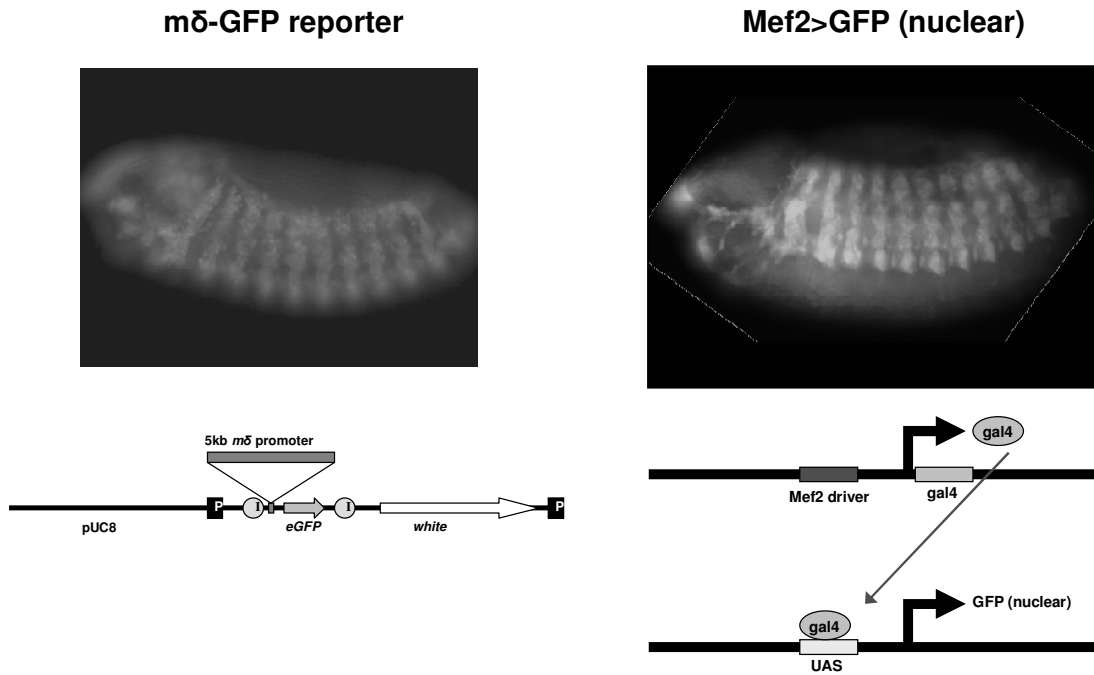 mδ-GFP reporter
Mef2>GFP (nuclear)
5kb mδ promoter
P
I
I
P
pUC8
eGFP
white
gal4
Mef2 driver
gal4
GFP (nuclear)
gal4
UAS